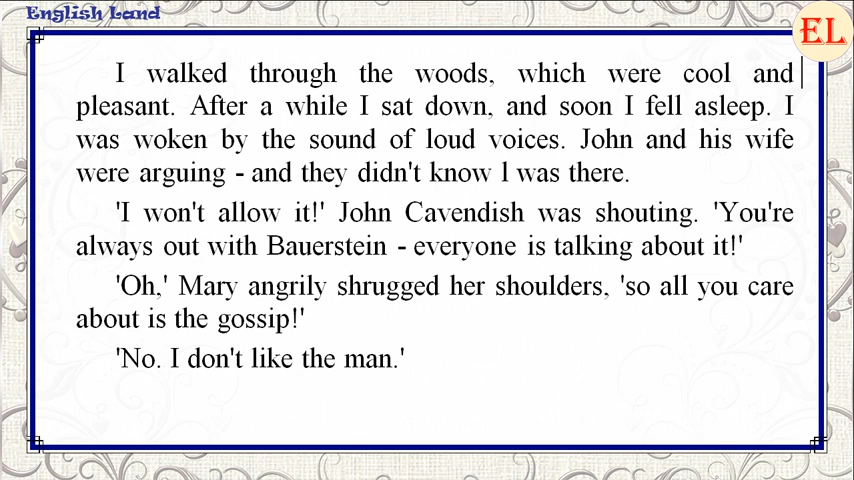 English Land
EL
I walked through the woods, which were cool and
pleasant. After a while I sat down, and soon I fell asleep. I
was woken by the sound of loud voices. John and his wife
were arguing - and they didn't know l was there.
'I won't allow it!' John Cavendish was shouting. 'You're
always out with Bauerstein - everyone is talking about it!'
'Oh,' Mary angrily shrugged her shoulders, 'so all you care
about is the gossip!'
'No. I don't like the man.'